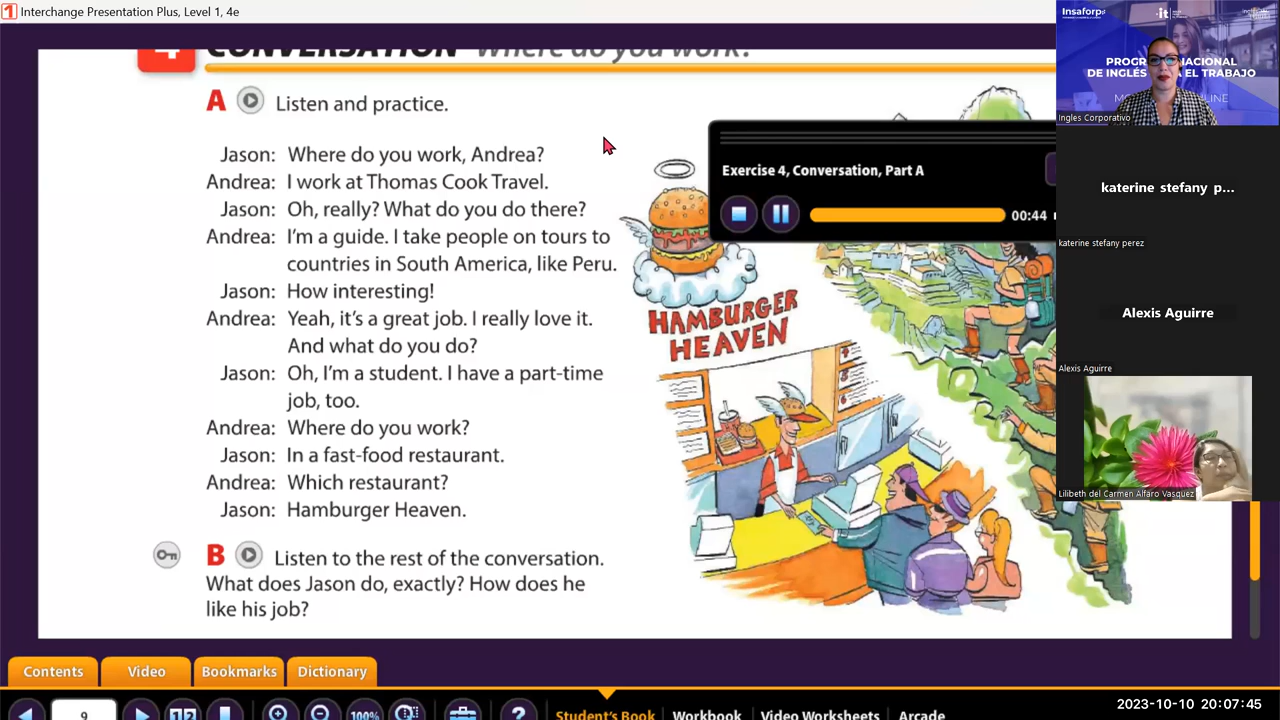 Interchange Presentation Plus, Level 1, 4e
4 CONVERSATION Where do you work?
A Listen and practice.
Jason: Where do you work, Andrea?
Andrea: I work at Thomas Cook Travel.
Jason: Oh, really? What do you do there?
Andrea: I'm a guide. I take people on tours to
countries in South America, like Peru.
Jason: How interesting!
Andrea: Yeah, it's a great job. I really love it.
And what do you do?
Jason: Oh, I'm a student. I have a part-time
job, too.
Andrea: Where do you work?
Jason: In a fast-food restaurant.
Andrea: Which restaurant?
Jason: Hamburger Heaven.
B Listen to the rest of the conversation.
What does Jason do, exactly? How does he
like his job?
Exercise 4, Conversation, Part A
00:44
HAMBURGER
HEAVEN
Insaforp
PROGR NACIONAL
DE INGLÉS A EL TRABAJO
Ingles Corporativo
katerine stefany p...
katerine stefany perez
Alexis Aguirre
Alexis Aguirre
Lilibeth del Carmen Alfaro Vasquez
Contents
Video
Bookmarks
Dictionary
9
100%
Student's Book
Workbook
Video Worksheets
Arcade
2023-10-10 20:07:45